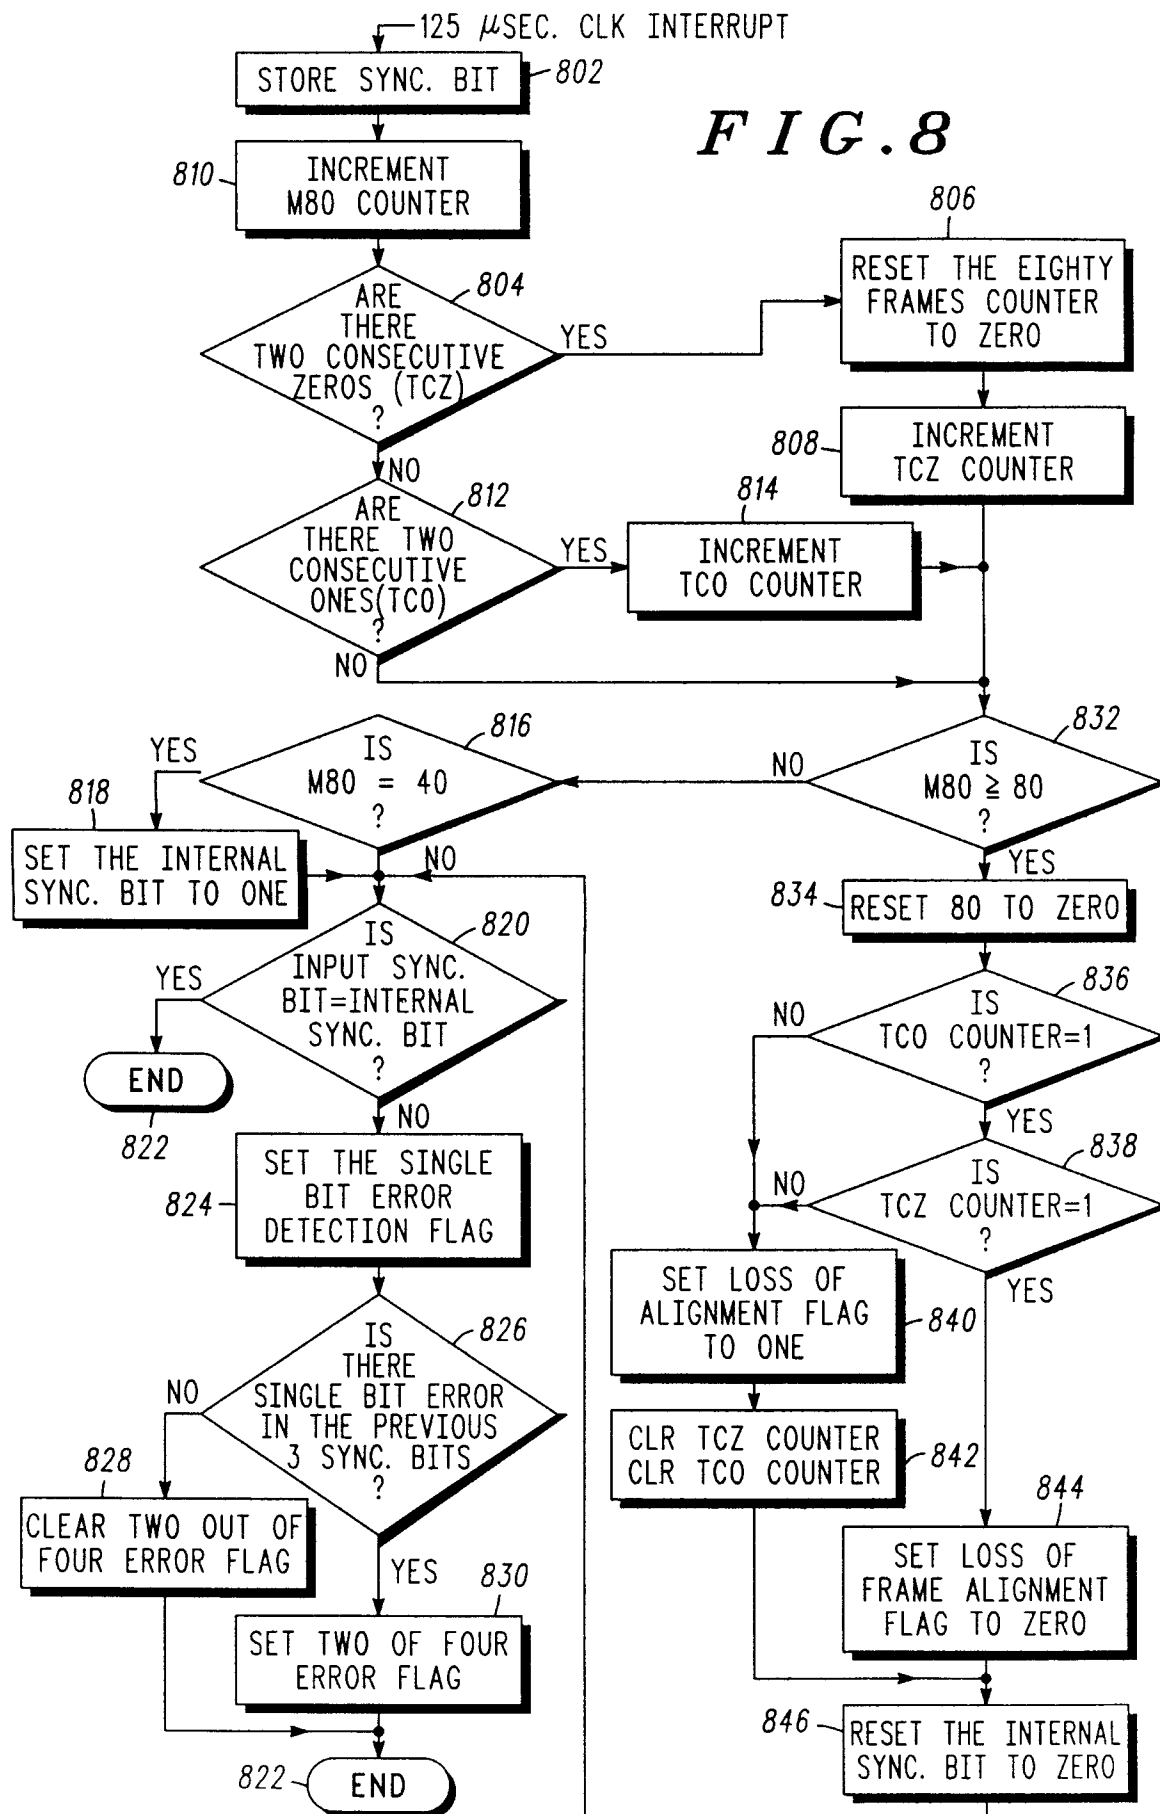 125 μSEC. CLK INTERRUPT
STORE SYNC. BIT
802
FIG.8
810
INCREMENT
M80 COUNTER
804
ARE
THERE
TWO CONSECUTIVE
ZEROS (TCZ)
?
YES
NO
806
RESET THE EIGHTY
FRAMES COUNTER
TO ZERO
808
INCREMENT
TCZ COUNTER
812
ARE
THERE TWO
CONSECUTIVE
ONES(TCO)
?
YES
NO
814
INCREMENT
TCO COUNTER
832
IS
M80 ≧ 80
?
NO
YES
816
IS
M80 = 40
?
YES
NO
818
SET THE INTERNAL
SYNC. BIT TO ONE
820
IS
INPUT SYNC.
BIT=INTERNAL
SYNC. BIT
?
YES
NO
END
822
824
SET THE SINGLE
BIT ERROR
DETECTION FLAG
826
IS
THERE
SINGLE BIT ERROR
IN THE PREVIOUS
3 SYNC. BITS
?
NO
YES
828
CLEAR TWO OUT OF
FOUR ERROR FLAG
830
SET TWO OF FOUR
ERROR FLAG
822
END
834
RESET 80 TO ZERO
836
IS
TCO COUNTER=1
?
NO
YES
838
IS
TCZ COUNTER=1
?
NO
YES
SET LOSS OF
ALIGNMENT FLAG
TO ONE
840
CLR TCZ COUNTER
CLR TCO COUNTER
842
844
SET LOSS OF
FRAME ALIGNMENT
FLAG TO ZERO
846
RESET THE INTERNAL
SYNC. BIT TO ZERO